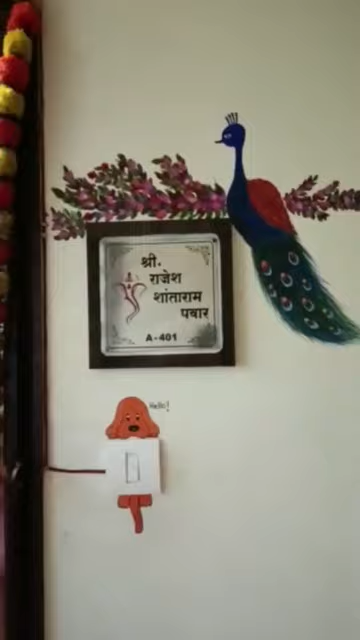 श्री.
राजेश
शांताराम
पवार
A-401
Hello!